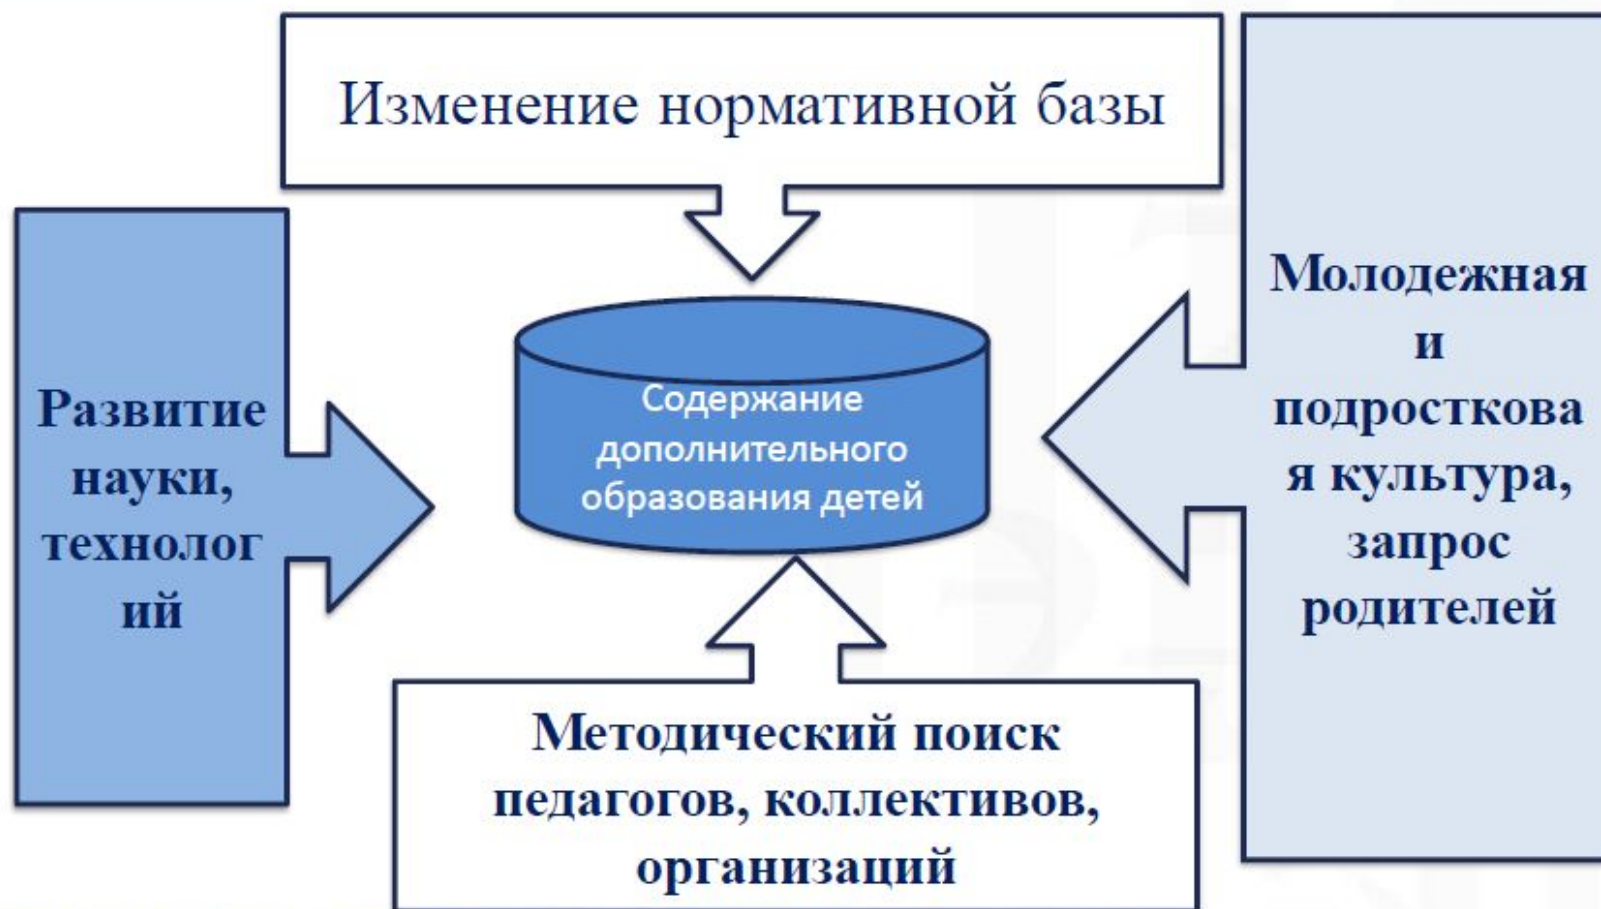 Изменение нормативной базы
Развитие
науки,
технолог
ий
Содержание
дополнительного
образования детей
Молодежная
и
подросткова
я культура,
запрос
родителей
Методический поиск
педагогов, коллективов,
организаций